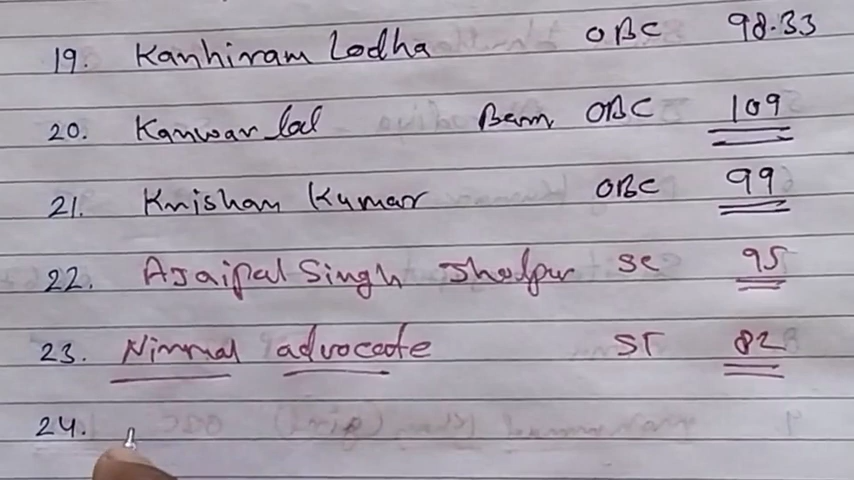 19. Kanhiram Lodha OBC 98.33
20. Kanwar lal Bam OBC 109
21. Krishan Kumar OBC 99
22. Ajaipal Singh Jhodpur SC 95
23. Nirmal advocate ST 82
24.